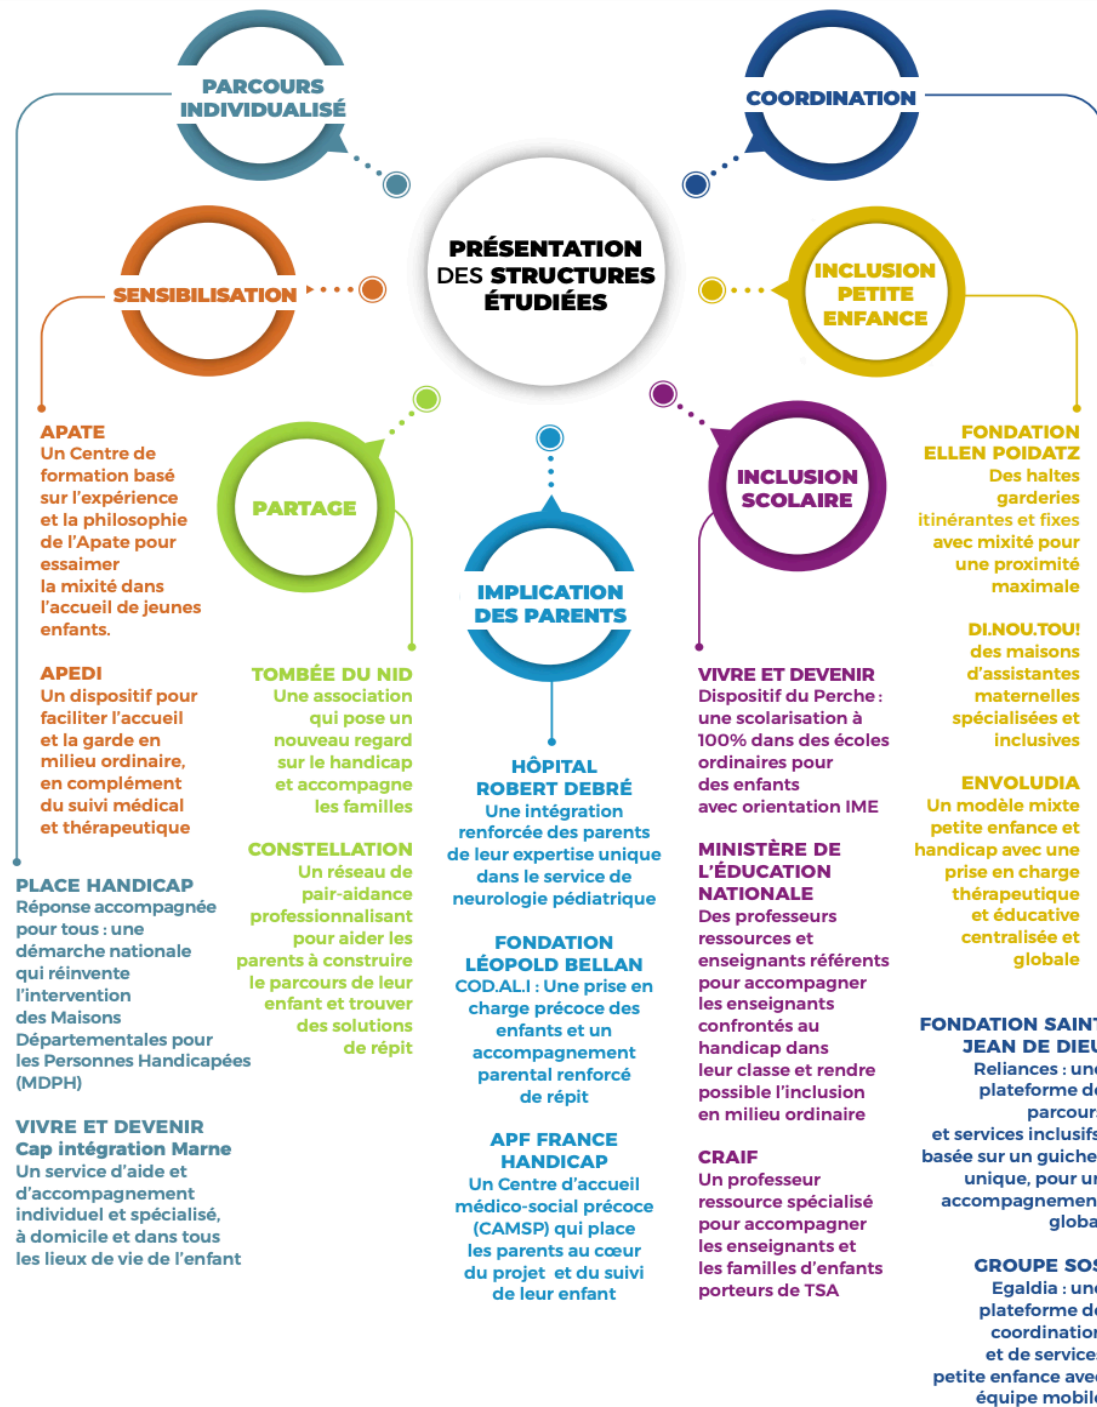 PARCOURS
INDIVIDUALISÉ
COORDINATION
PRÉSENTATION
DES STRUCTURES
ÉTUDIÉES
SENSIBILISATION
INCLUSION
PETITE
ENFANCE
PARTAGE
INCLUSION
SCOLAIRE
IMPLICATION
DES PARENTS
APATE
Un Centre de
formation basé
sur l'expérience
et la philosophie
de l'Apate pour
essaimer
la mixité dans
l'accueil de jeunes
enfants.
APEDI
Un dispositif pour
faciliter l'accueil
et la garde en
milieu ordinaire,
en complément
du suivi médical
et thérapeutique
PLACE HANDICAP
Réponse accompagnée
pour tous : une
démarche nationale
qui réinvente
l'intervention
des Maisons
Départementales pour
les Personnes Handicapées
(MDPH)
VIVRE ET DEVENIR
Cap intégration Marne
Un service d'aide et
d'accompagnement
individuel et spécialisé,
à domicile et dans tous
les lieux de vie de l'enfant
TOMBÉE DU NID
Une association
qui pose un
nouveau regard
sur le handicap
et accompagne
les familles
CONSTELLATION
Un réseau de
pair-aidance
professionnalisant
pour aider les
parents à construire
le parcours de leur
enfant et trouver
des solutions
de répit
HÔPITAL
ROBERT DEBRÉ
Une intégration
renforcée des parents
de leur expertise unique
dans le service de
neurologie pédiatrique
FONDATION
LÉOPOLD BELLAN
COD.AL.I : Une prise en
charge précoce des
enfants et un
accompagnement
parental renforcé
de répit
APF FRANCE
HANDICAP
Un Centre d'accueil
médico-social précoce
(CAMSP) qui place
les parents au cœur
du projet et du suivi
de leur enfant
VIVRE ET DEVENIR
Dispositif du Perche :
une scolarisation à
100% dans des écoles
ordinaires pour
des enfants
avec orientation IME
MINISTÈRE DE
L'ÉDUCATION
NATIONALE
Des professeurs
ressources et
enseignants référents
pour accompagner
les enseignants
confrontés au
handicap dans
leur classe et rendre
possible l'inclusion
en milieu ordinaire
CRAIF
Un professeur
ressource spécialisé
pour accompagner
les enseignants et
les familles d'enfants
porteurs de TSA
FONDATION
ELLEN POIDATZ
Des haltes
garderies
itinérantes et fixes
avec mixité pour
une proximité
maximale
DI.NOU.TOU!
des maisons
d'assistantes
maternelles
spécialisées et
inclusives
ENVOLUDIA
Un modèle mixte
petite enfance et
handicap avec une
prise en charge
thérapeutique
et éducative
centralisée et
globale
FONDATION SAINT
JEAN DE DIEU
Reliances : une
plateforme de
parcours
et services inclusifs,
basée sur un guichet
unique, pour un
accompagnement
global
GROUPE SOS
Egaldia : une
plateforme de
coordination
et de services
petite enfance avec
équipe mobile